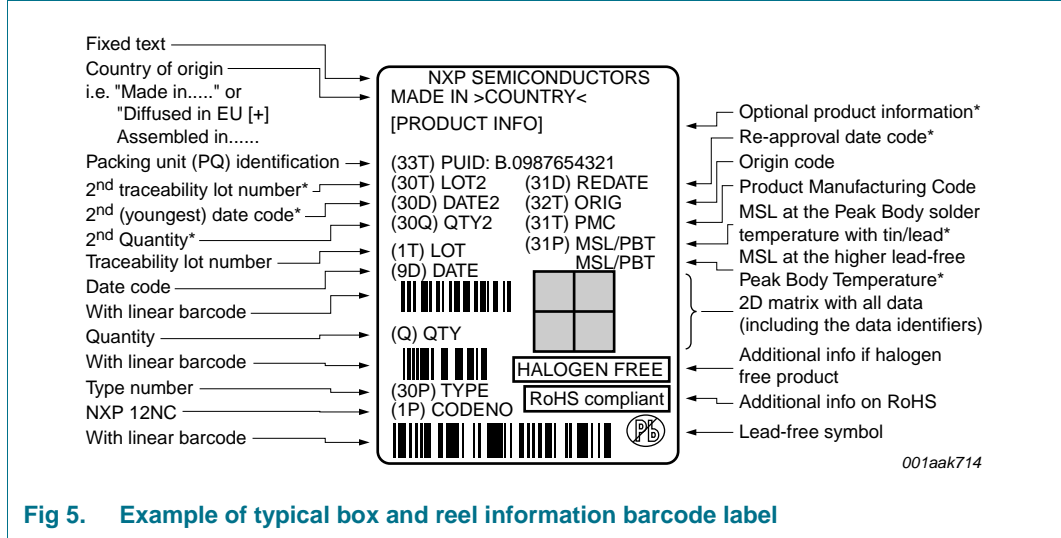 Fixed text
Country of origin
i.e. "Made in....." or
"Diffused in EU [+]
Assembled in......
Packing unit (PQ) identification
2nd traceability lot number*
2nd (youngest) date code*
2nd Quantity*
Traceability lot number
Date code
With linear barcode
Quantity
With linear barcode
Type number
NXP 12NC
With linear barcode
NXP SEMICONDUCTORS
MADE IN >COUNTRY<
[PRODUCT INFO]
(33T) PUID: B.0987654321
(30T) LOT2 (31D) REDATE
(30D) DATE2 (32T) ORIG
(30Q) QTY2 (31T) PMC
(31P) MSL/PBT
(1T) LOT MSL/PBT
(9D) DATE
(Q) QTY
HALOGEN FREE
(30P) TYPE
RoHS compliant
(1P) CODENO
Pb
Optional product information*
Re-approval date code*
Origin code
Product Manufacturing Code
MSL at the Peak Body solder
temperature with tin/lead*
MSL at the higher lead-free
Peak Body Temperature*
2D matrix with all data
(including the data identifiers)
Additional info if halogen
free product
Additional info on RoHS
Lead-free symbol
001aak714
Fig 5. Example of typical box and reel information barcode label